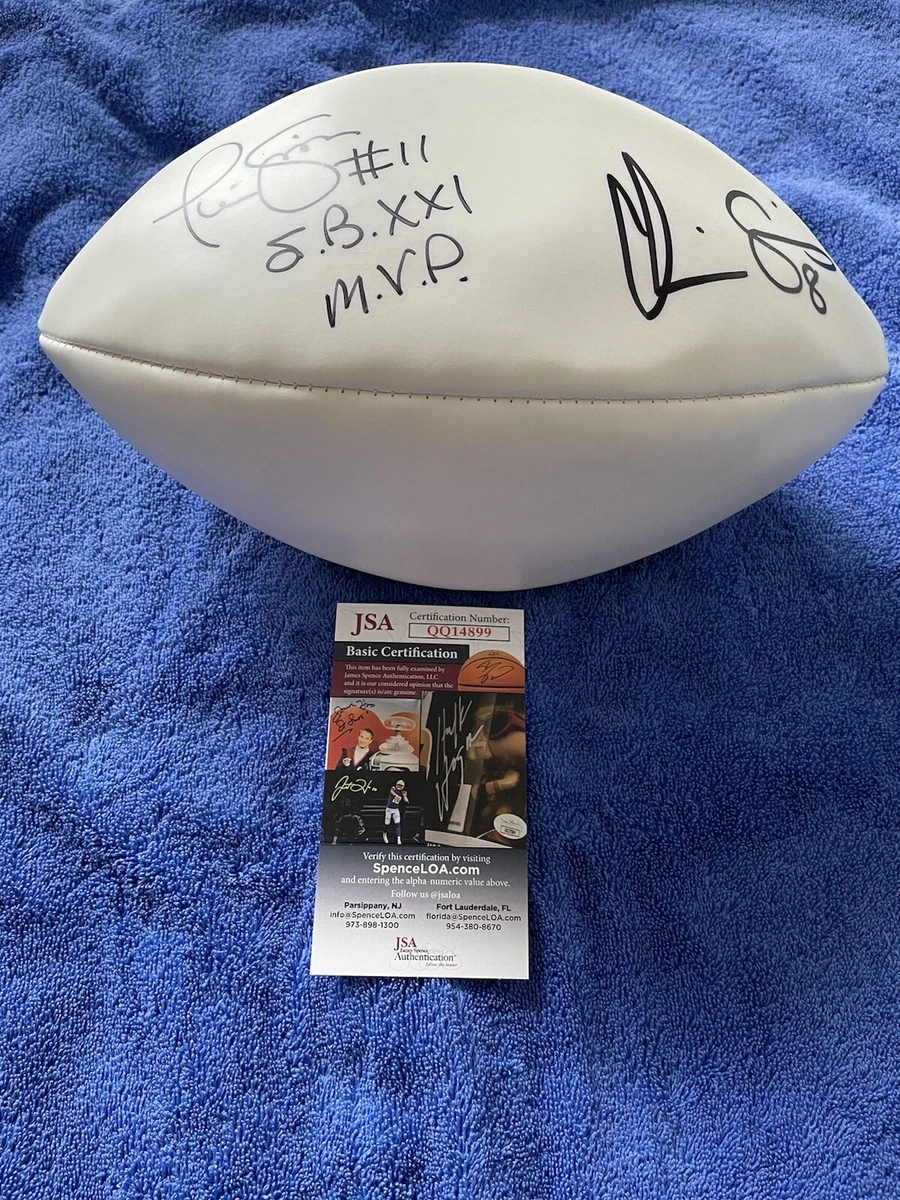 Phil Simms #11
S.B. XXI
M.V.P.
JSA
Certification Number:
QQ14899
Basic Certification
This item has been fully examined by
James Spence Authentication, LLC
and it is our considered opinion that the
signature(s) is/are genuine.
Verify this certification by visiting
SpenceLOA.com
and entering the alpha-numeric value above.
Follow us @jsaloa
Parsippany, NJ
info@SpenceLOA.com
973-898-1300
Fort Lauderdale, FL
florida@SpenceLOA.com
954-380-8670
JSA
James Spence
Authentication